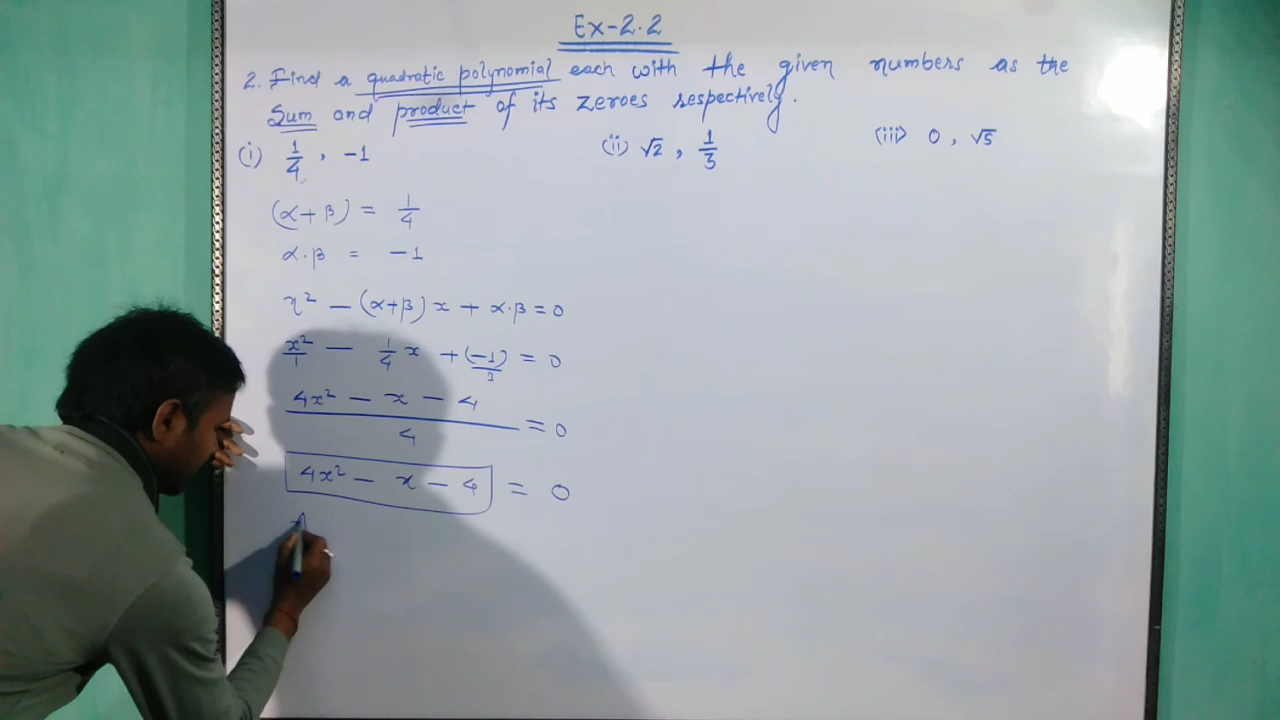 Ex-2.2
2. Find a quadratic polynomial each with the given numbers as the
Sum and product of its zeroes respectively.
(i) 1/4, -1 (ii) √2, 1/3 (iii) 0, √5
(α+β) = 1/4
α.β = -1
x² - (α+β)x + α.β = 0
x²/1 - 1/4 x + (-1)/1 = 0
(4x² - x - 4)/4 = 0
4x² - x - 4 = 0
A